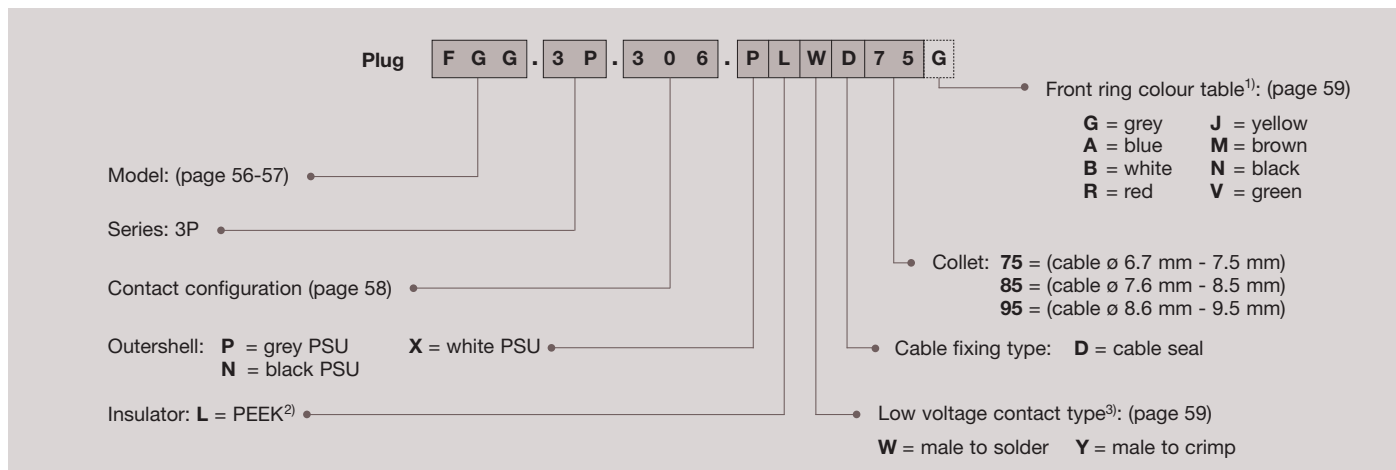 Plug F G G . 3 P . 3 0 6 . P L W D 7 5 G
Front ring colour table1): (page 59)
G = grey J = yellow
A = blue M = brown
B = white N = black
R = red V = green
Model: (page 56-57)
Series: 3P
Collet: 75 = (cable ø 6.7 mm - 7.5 mm)
85 = (cable ø 7.6 mm - 8.5 mm)
95 = (cable ø 8.6 mm - 9.5 mm)
Contact configuration (page 58)
Outershell: P = grey PSU X = white PSU
N = black PSU
Cable fixing type: D = cable seal
Insulator: L = PEEK2)
Low voltage contact type3): (page 59)
W = male to solder Y = male to crimp